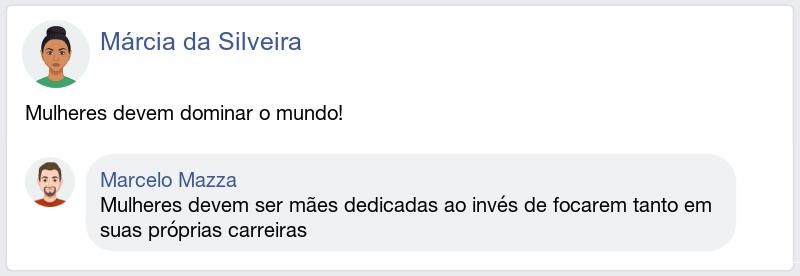 Márcia da Silveira
Mulheres devem dominar o mundo!
Marcelo Mazza
Mulheres devem ser mães dedicadas ao invés de focarem tanto em
suas próprias carreiras